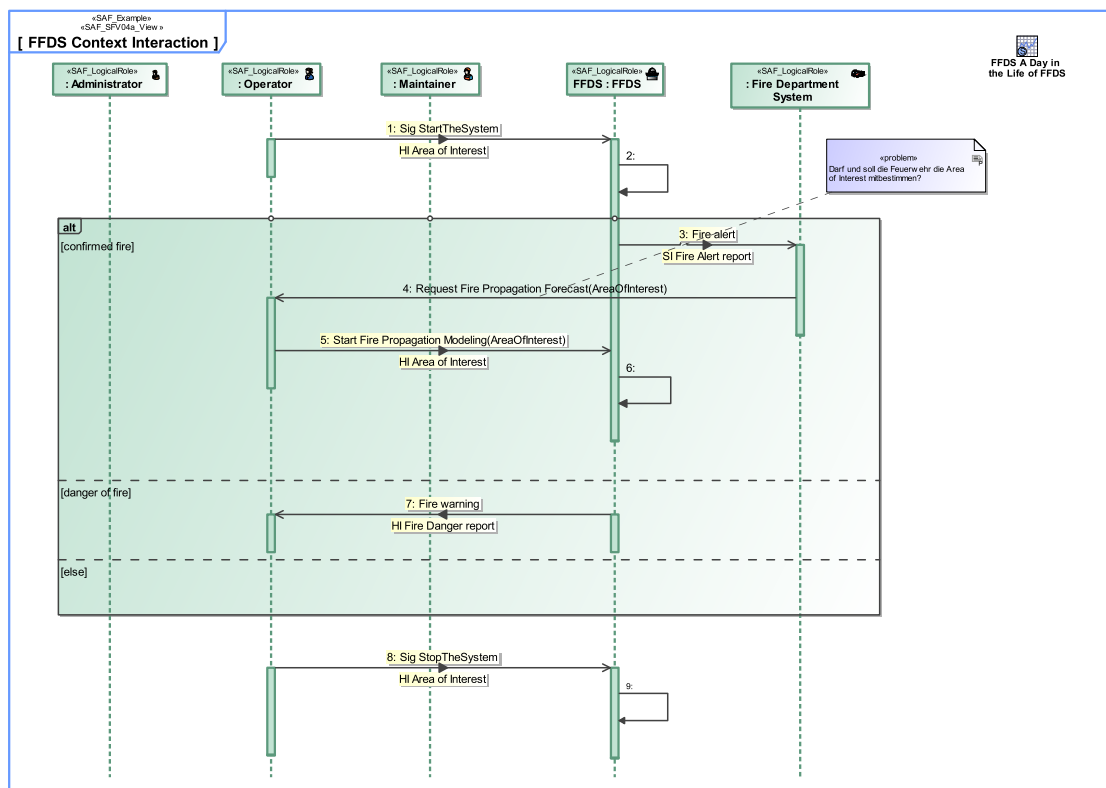 «SAF_Example»
«SAF_SFV04a_View »
[ FFDS Context Interaction ]
FFDS A Day in
the Life of FFDS
«SAF_LogicalRole»
: Administrator
«SAF_LogicalRole»
: Operator
«SAF_LogicalRole»
: Maintainer
«SAF_LogicalRole»
FFDS : FFDS
«SAF_LogicalRole»
: Fire Department
System
1: Sig StartTheSystem
HI Area of Interest
2:
«problem»
Darf und soll die Feuerwehr die Area
of Interest mitbestimmen?
alt
[confirmed fire]
3: Fire alert
SI Fire Alert report
4: Request Fire Propagation Forecast(AreaOfInterest)
5: Start Fire Propagation Modeling(AreaOfInterest)
HI Area of Interest
6:
[danger of fire]
7: Fire warning
HI Fire Danger report
[else]
8: Sig StopTheSystem
HI Area of Interest
9: